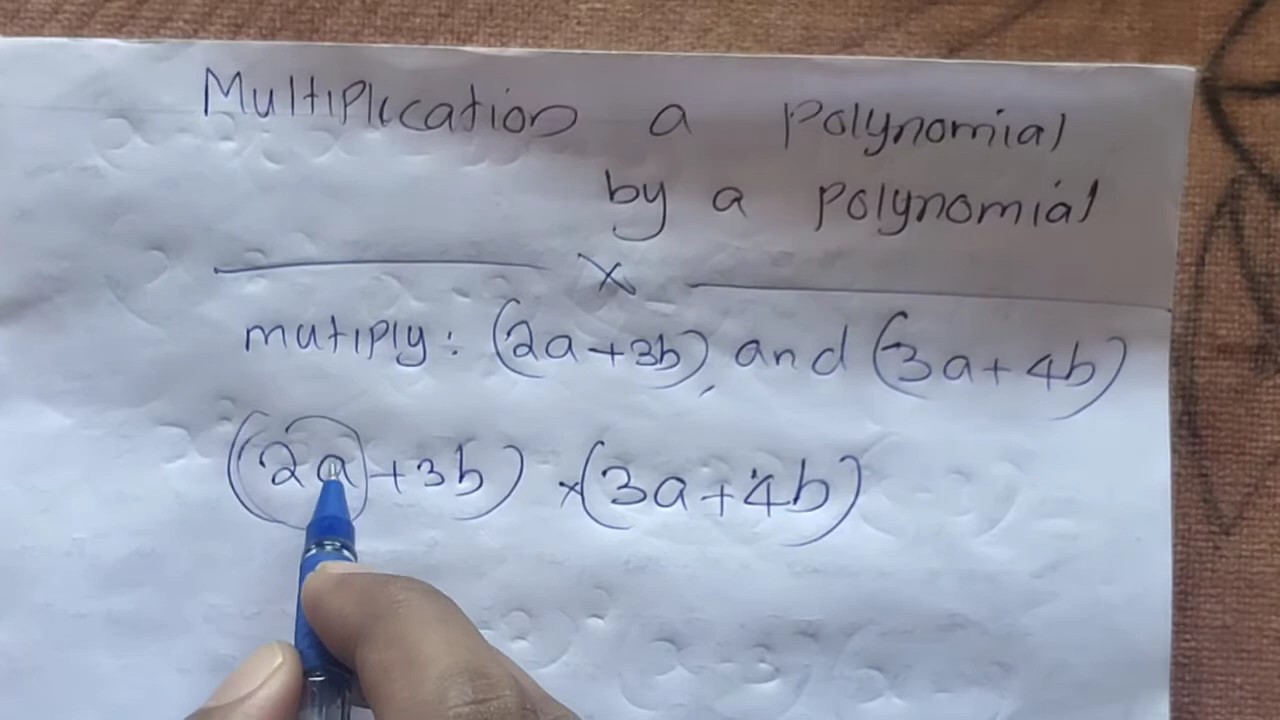 Multiplication a polynomial
by a polynomial
×
mutiply: (2a+3b), and (3a+4b)
(2a+3b) ×(3a+4b)